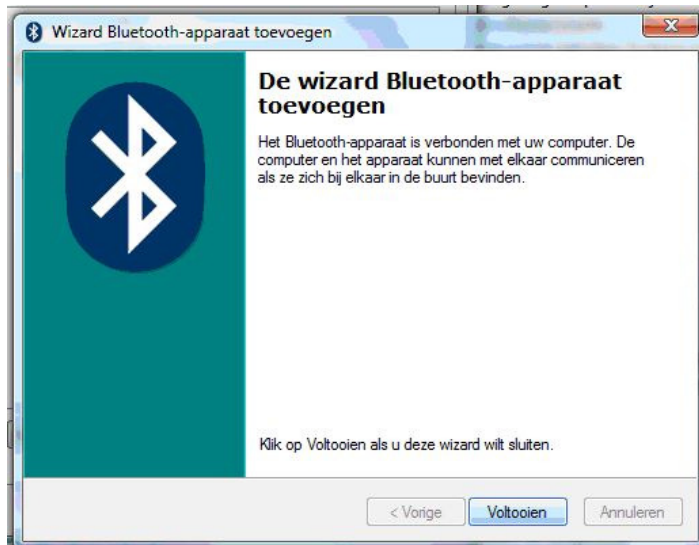 Wizard Bluetooth-apparaat toevoegen
De wizard Bluetooth-apparaat
toevoegen
Het Bluetooth-apparaat is verbonden met uw computer. De
computer en het apparaat kunnen met elkaar communiceren
als ze zich bij elkaar in de buurt bevinden.
Klik op Voltooien als u deze wizard wilt sluiten.
< Vorige Voltooien Annuleren